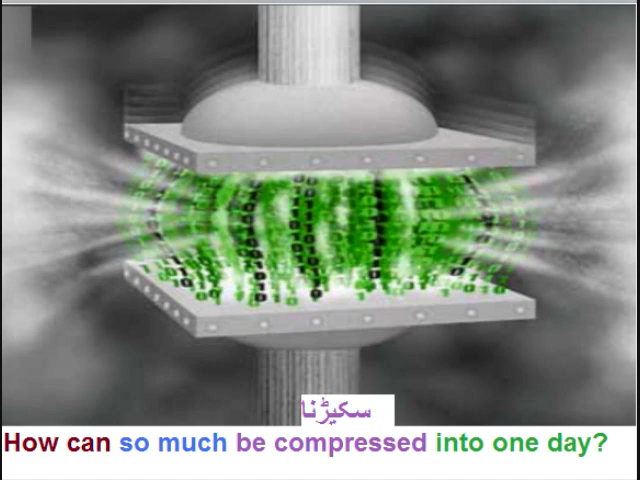 سکیڑنا
How can so much be compressed into one day?